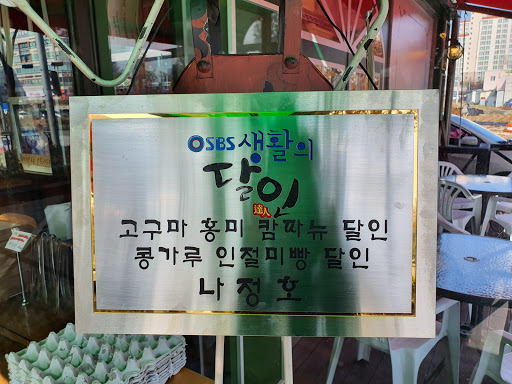 SBS 생활의
달인
達人
고구마 홍미 캄파뉴 달인
콩가루 인절미빵 달인
나정호